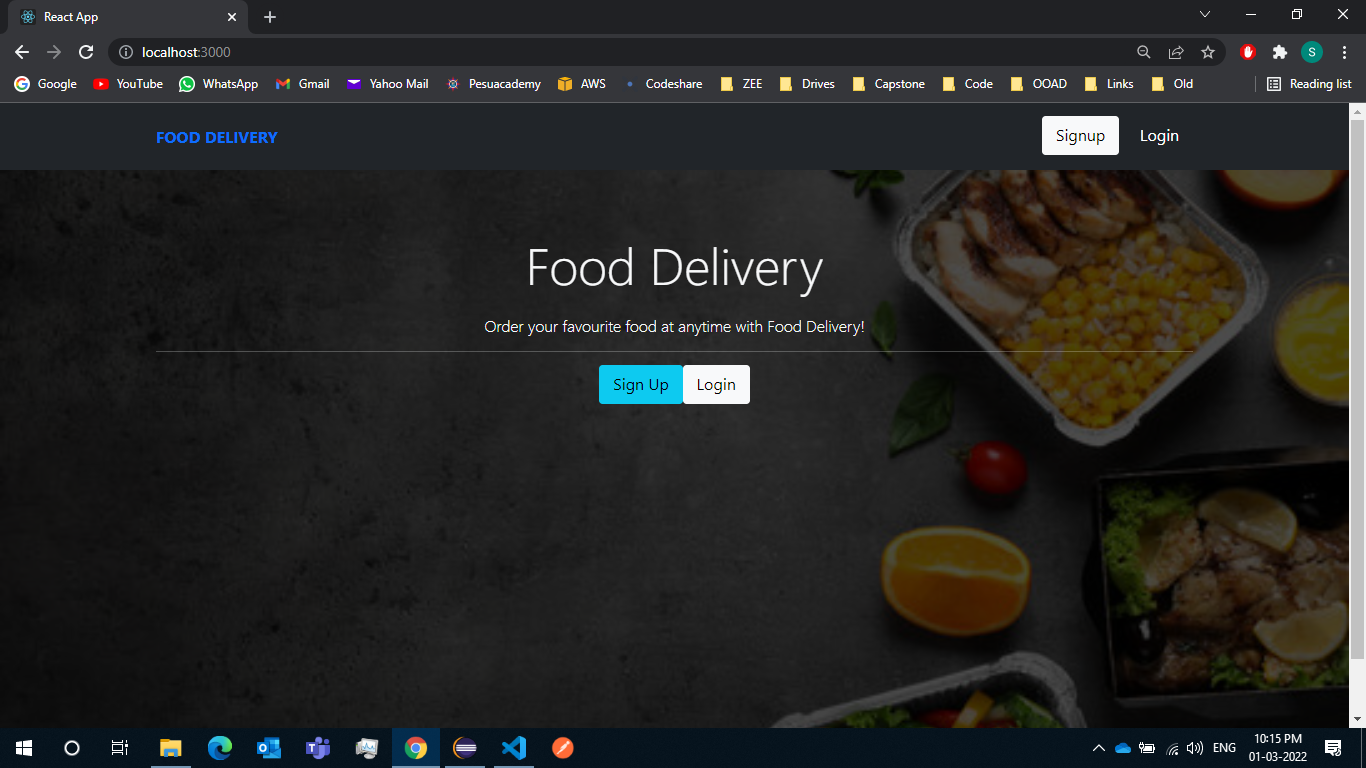 React App
localhost:3000
Google YouTube WhatsApp Gmail Yahoo Mail Pesuacademy AWS Codeshare ZEE Drives Capstone Code OOAD Links Old Reading list
FOOD DELIVERY Signup Login
Food Delivery
Order your favourite food at anytime with Food Delivery!
Sign Up Login
ENG 10:15 PM
01-03-2022